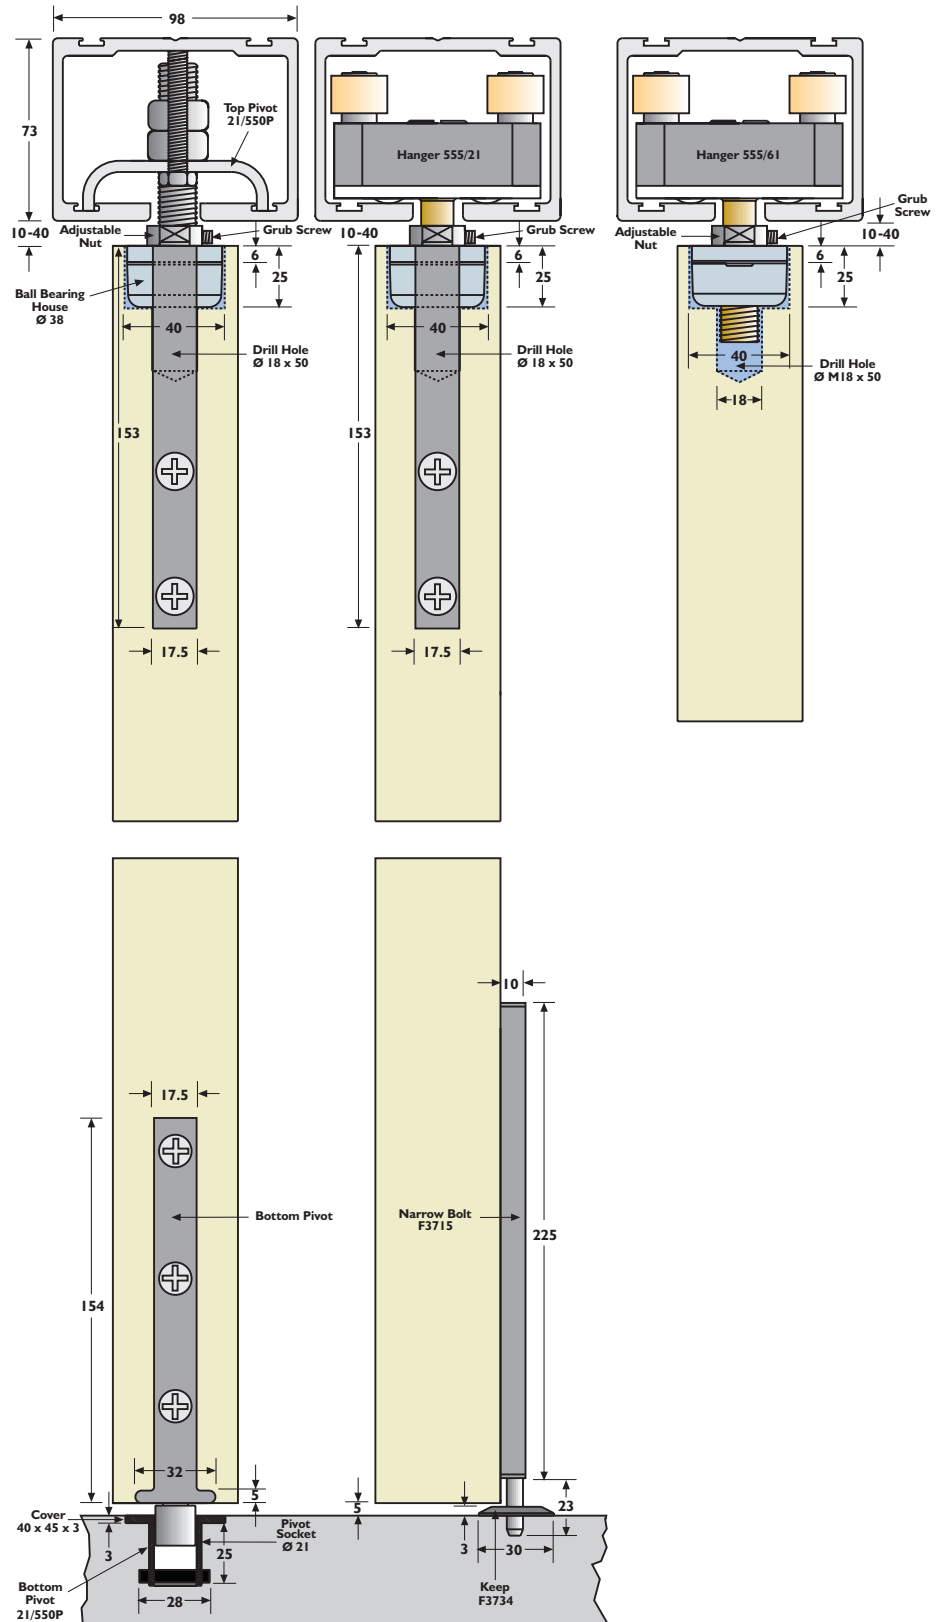 98
73
Top Pivot
21/550P
Hanger 555/21
Hanger 555/61
10-40
Adjustable
Nut
Grub Screw
10-40
Grub Screw
Adjustable
Nut
Grub
Screw
10-40
6
25
6
25
6
25
Ball Bearing
House
Ø 38
40
40
40
Drill Hole
Ø 18 x 50
Drill Hole
Ø 18 x 50
Drill Hole
Ø M18 x 50
18
153
153
17.5
17.5
10
17.5
Bottom Pivot
Narrow Bolt
F3715
225
154
32
5
5
23
Cover
40 x 45 x 3
3
Pivot
Socket
Ø 21
25
3
30
Bottom
Pivot
21/550P
28
Keep
F3734